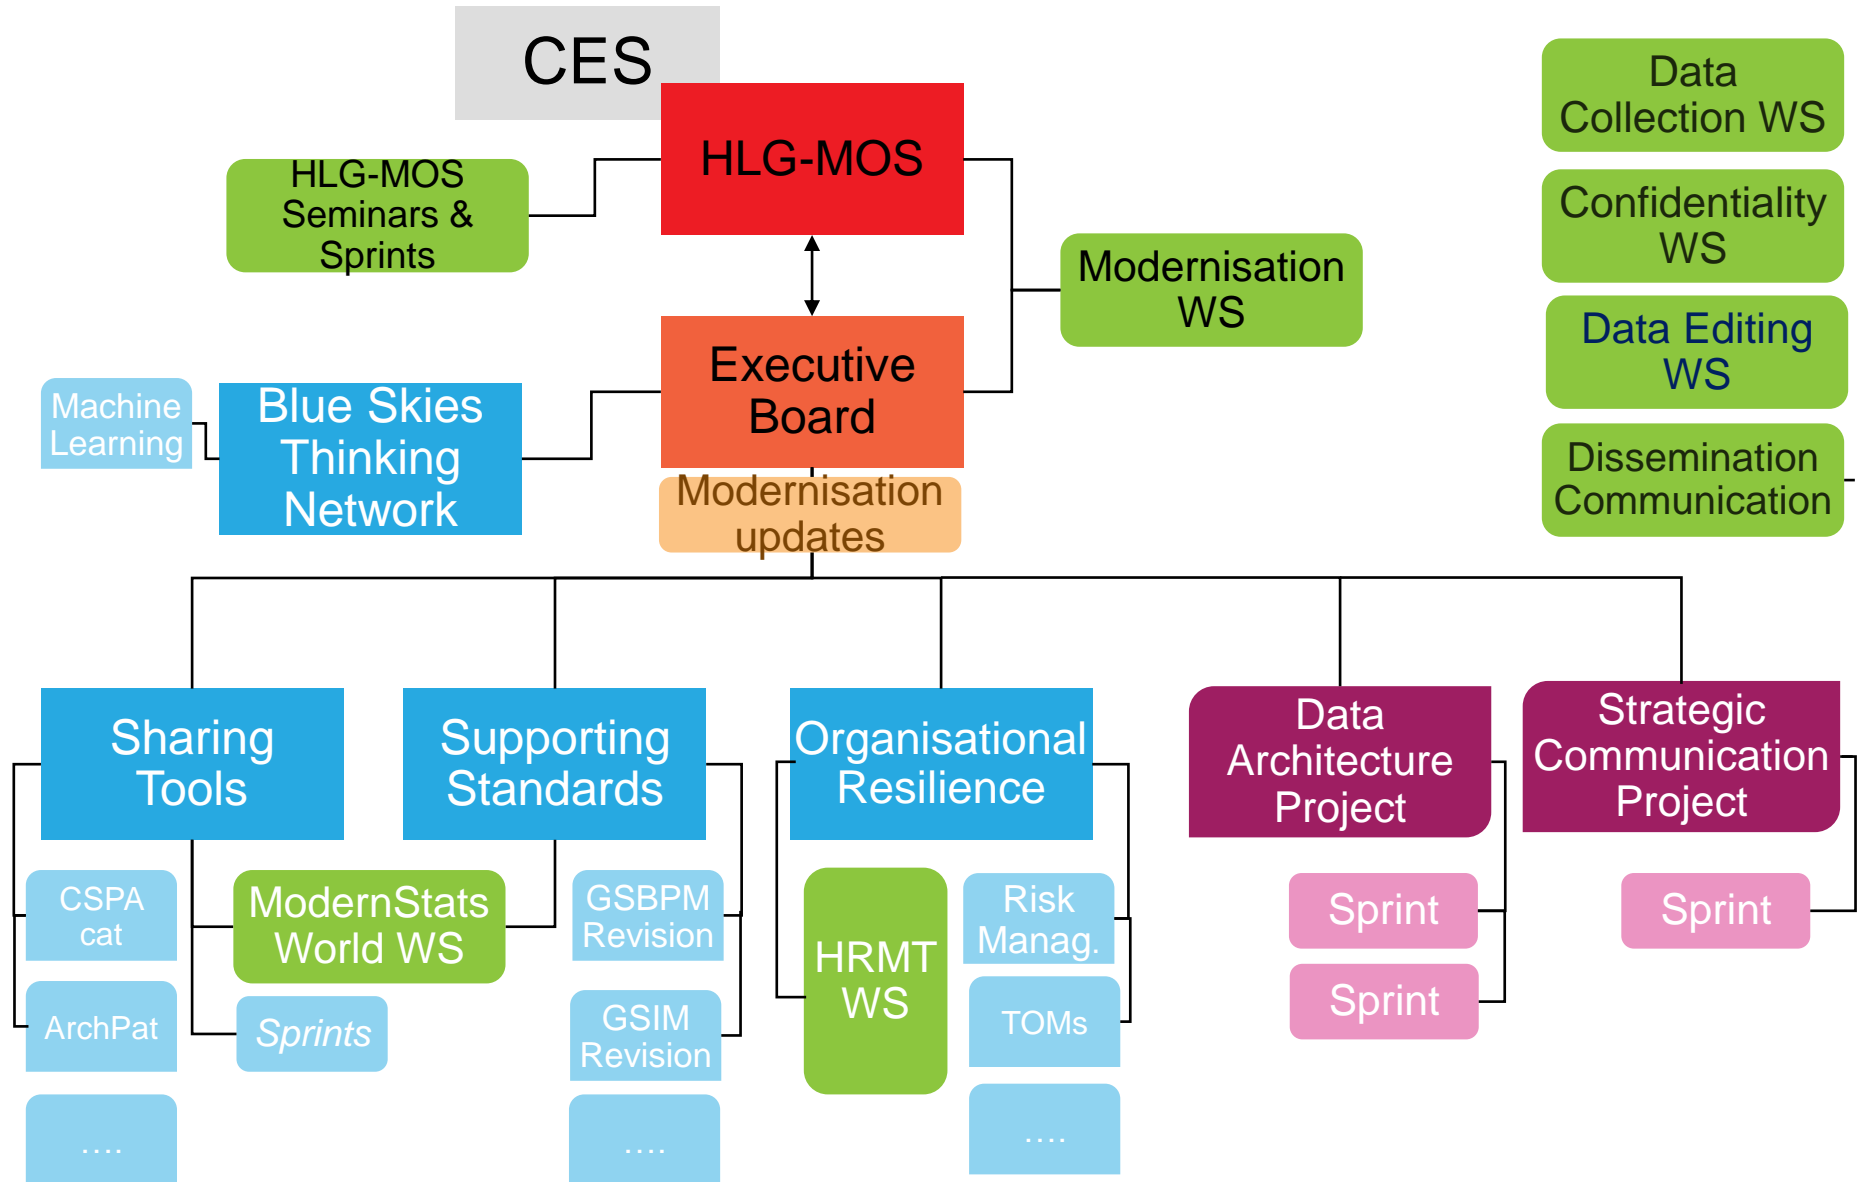 CES
HLG-MOS
HLG-MOS
Seminars &
Sprints
Modernisation
WS
Executive
Board
Machine
Learning
Blue Skies
Thinking
Network
Modernisation
updates
Data
Collection WS
Confidentiality
WS
Data Editing
WS
Dissemination
Communication
Sharing
Tools
Supporting
Standards
Organisational
Resilience
Data
Architecture
Project
Strategic
Communication
Project
CSPA
cat
ArchPat
....
ModernStats
World WS
Sprints
GSBPM
Revision
GSIM
Revision
....
HRMT
WS
Risk
Manag.
TOMs
....
Sprint
Sprint
Sprint